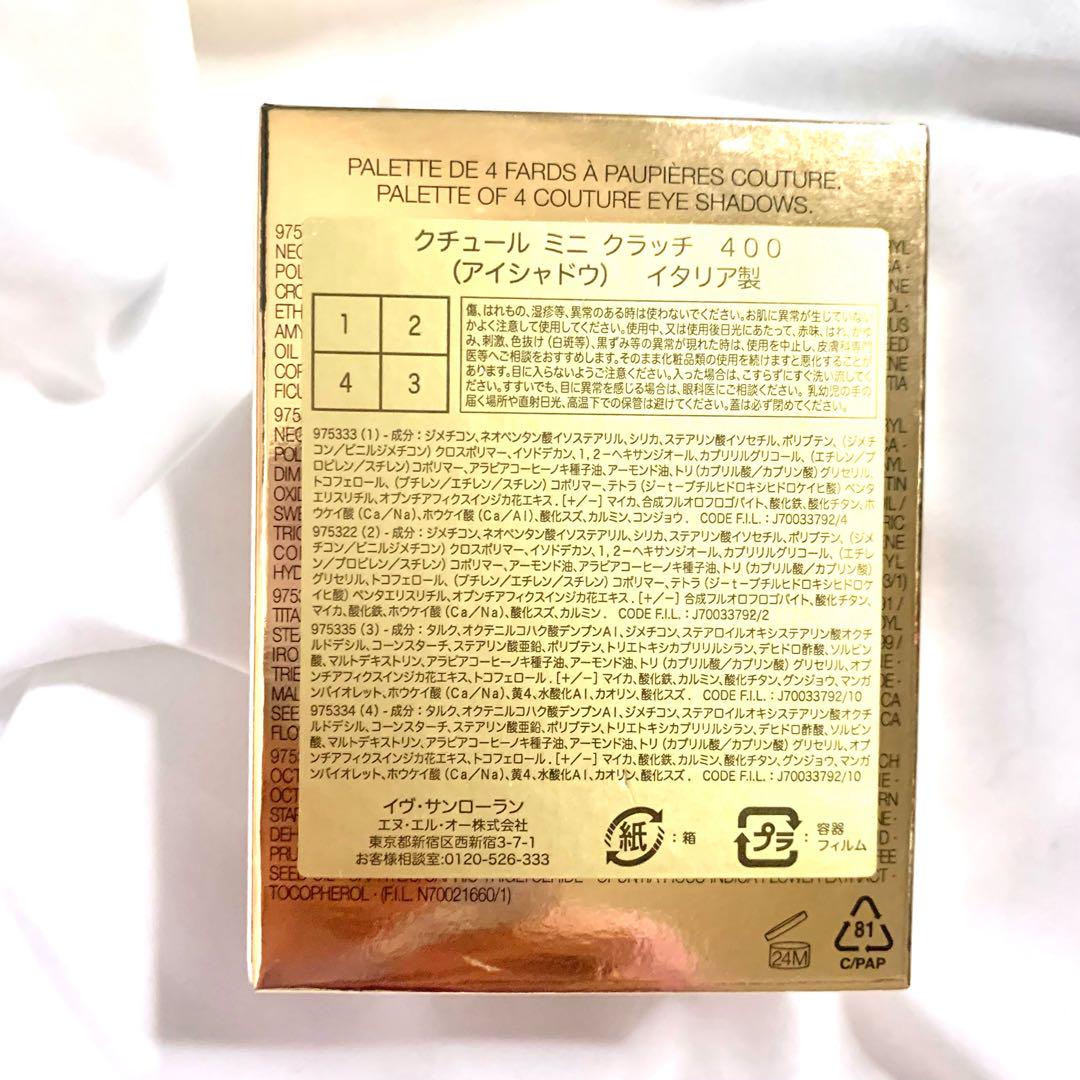 PALETTE DE 4 FARDS À PAUPIÈRES COUTURE.
PALETTE OF 4 COUTURE EYE SHADOWS.
クチュール ミニ クラッチ 400
(アイシャドウ) イタリア製
1 2
4 3
傷、はれもの、湿疹等、異常のある時は使わないでください。お肌に異常が生じていない
かよく注意して使用してください。使用中、又は使用後日光にあたって、赤味、はれ、かゆ
み、刺激、色抜け(白斑等)、黒ずみ等の異常が現れた時は、使用を中止し、皮膚科専門
医等へご相談をおすすめします。そのまま化粧品類の使用を続けますと悪化することが
あります。目に入らないようご注意ください。入った場合は、こすらずにすぐ洗い流してく
ださい。すすいでも、目に異常を感じる場合は、眼科医にご相談ください。乳幼児の手の
届く場所や直射日光、高温下での保管は避けてください。蓋は必ず閉めてください。
975333 (1) - 成分:ジメチコン、ネオペンタン酸イソステアリル、シリカ、ステアリン酸イソセチル、ポリブテン、(ジメチ
コン/ビニルジメチコン) クロスポリマー、イソドデカン、1,2-ヘキサンジオール、カプリリルグリコール、(エチレン/プ
ロピレン/スチレン) コポリマー、アラビアコーヒーノキ種子油、アーモンド油、トリ(カプリル酸/カプリン酸) グリセリル、
トコフェロール、(ブチレン/エチレン/スチレン) コポリマー、テトラ(ジーtーブチルヒドロキシヒドロケイヒ酸) ペンタ
エリスリチル、オプンチアフィクスインジカ花エキス. [+/-] マイカ、合成フルオロフロゴパイト、酸化鉄、酸化チタン、ホ
ウケイ酸(Ca/Na)、ホウケイ酸(Ca/Al)、酸化スズ、カルミン、コンジョウ. CODE F.I.L. : J70033792/4
975322 (2) - 成分:ジメチコン、ネオペンタン酸イソステアリル、シリカ、ステアリン酸イソセチル、ポリブテン、(ジメ
チコン/ビニルジメチコン) クロスポリマー、イソドデカン、1,2-ヘキサンジオール、カプリリルグリコール、(エチレ
ン/プロピレン/スチレン) コポリマー、アーモンド油、アラビアコーヒーノキ種子油、トリ(カプリル酸/カプリン酸)
グリセリル、トコフェロール、(ブチレン/エチレン/スチレン) コポリマー、テトラ(ジーtーブチルヒドロキシヒドロケ
イヒ酸) ペンタエリスリチル、オプンチアフィクスインジカ花エキス. [+/-] 合成フルオロフロゴパイト、酸化チタン、
マイカ、酸化鉄、ホウケイ酸(Ca/Na)、酸化スズ、カルミン. CODE F.I.L. : J70033792/2
975335 (3) - 成分:タルク、オクテニルコハク酸デンプンAl、ジメチコン、ステアロイルオキシステアリン酸オクチ
ルドデシル、コーンスターチ、ステアリン酸亜鉛、ポリブテン、トリエトキシカプリリルシラン、デヒドロ酢酸、ソルビン
酸、マルトデキストリン、アラビアコーヒーノキ種子油、アーモンド油、トリ(カプリル酸/カプリン酸) グリセリル、オプ
ンチアフィクスインジカ花エキス、トコフェロール. [+/-] マイカ、酸化鉄、カルミン、酸化チタン、グンジョウ、マンガ
ンバイオレット、ホウケイ酸(Ca/Na)、黄4、水酸化Al、カオリン、酸化スズ. CODE F.I.L. : J70033792/10
975334 (4) - 成分:タルク、オクテニルコハク酸デンプンAl、ジメチコン、ステアロイルオキシステアリン酸オクチ
ルドデシル、コーンスターチ、ステアリン酸亜鉛、ポリブテン、トリエトキシカプリリルシラン、デヒドロ酢酸、ソルビン
酸、マルトデキストリン、アラビアコーヒーノキ種子油、アーモンド油、トリ(カプリル酸/カプリン酸) グリセリル、オプ
ンチアフィクスインジカ花エキス、トコフェロール. [+/-] マイカ、酸化鉄、カルミン、酸化チタン、グンジョウ、マンガ
ンバイオレット、ホウケイ酸(Ca/Na)、黄4、水酸化Al、カオリン、酸化スズ. CODE F.I.L. : J70033792/10
イヴ・サンローラン
エヌ・エル・オー株式会社
東京都新宿区西新宿3-7-1
お客様相談室:0120-526-333
紙 :箱
プラ :容器
フィルム
TOCOPHEROL · (F.I.L. N70021660/1)
24M
81
C/PAP